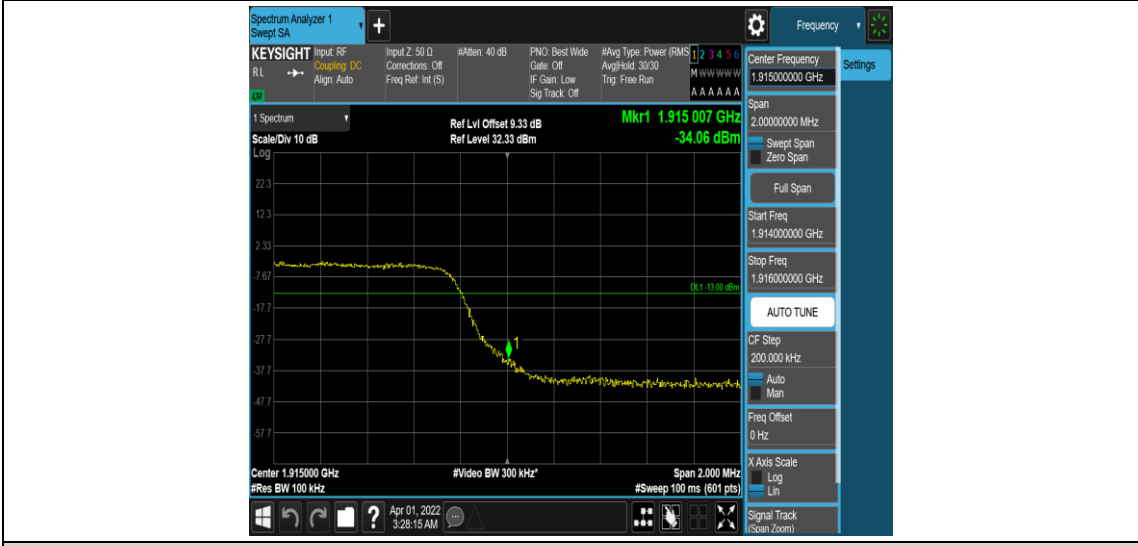 Spectrum Analyzer 1
Swept SA
Frequency
KEYSIGHT
RL
LXI
Input: RF
Coupling: DC
Align: Auto
Input Z: 50 Ω
Corrections: Off
Freq Ref: Int (S)
#Atten: 40 dB
PNO: Best Wide
Gate: Off
IF Gain: Low
Sig Track: Off
#Avg Type: Power (RMS
Avg|Hold: 30/30
Trig: Free Run
1 2 3 4 5 6
M W W W W W
A A A A A A
1 Spectrum
Scale/Div 10 dB
Log
Ref Lvl Offset 9.33 dB
Ref Level 32.33 dBm
Mkr1 1.915 007 GHz
-34.06 dBm
22.3
12.3
2.33
-7.67
-17.7
-27.7
-37.7
-47.7
-57.7
DL1 -13.00 dBm
1
Center 1.915000 GHz
#Res BW 100 kHz
#Video BW 300 kHz*
Span 2.000 MHz
#Sweep 100 ms (601 pts)
?
Apr 01, 2022
3:28:15 AM
Center Frequency
1.915000000 GHz
Settings
Span
2.00000000 MHz
Swept Span
Zero Span
Full Span
Start Freq
1.914000000 GHz
Stop Freq
1.916000000 GHz
AUTO TUNE
CF Step
200.000 kHz
Auto
Man
Freq Offset
0 Hz
X Axis Scale
Log
Lin
Signal Track
(Span Zoom)